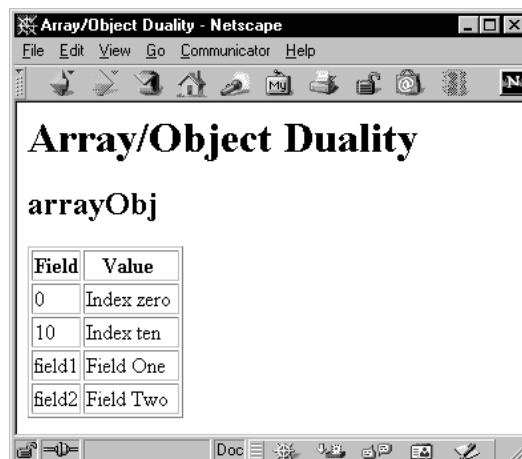 Array/Object Duality - Netscape
File Edit View Go Communicator Help
My
N
Array/Object Duality
arrayObj
Field Value
0 Index zero
10 Index ten
field1 Field One
field2 Field Two
Doc